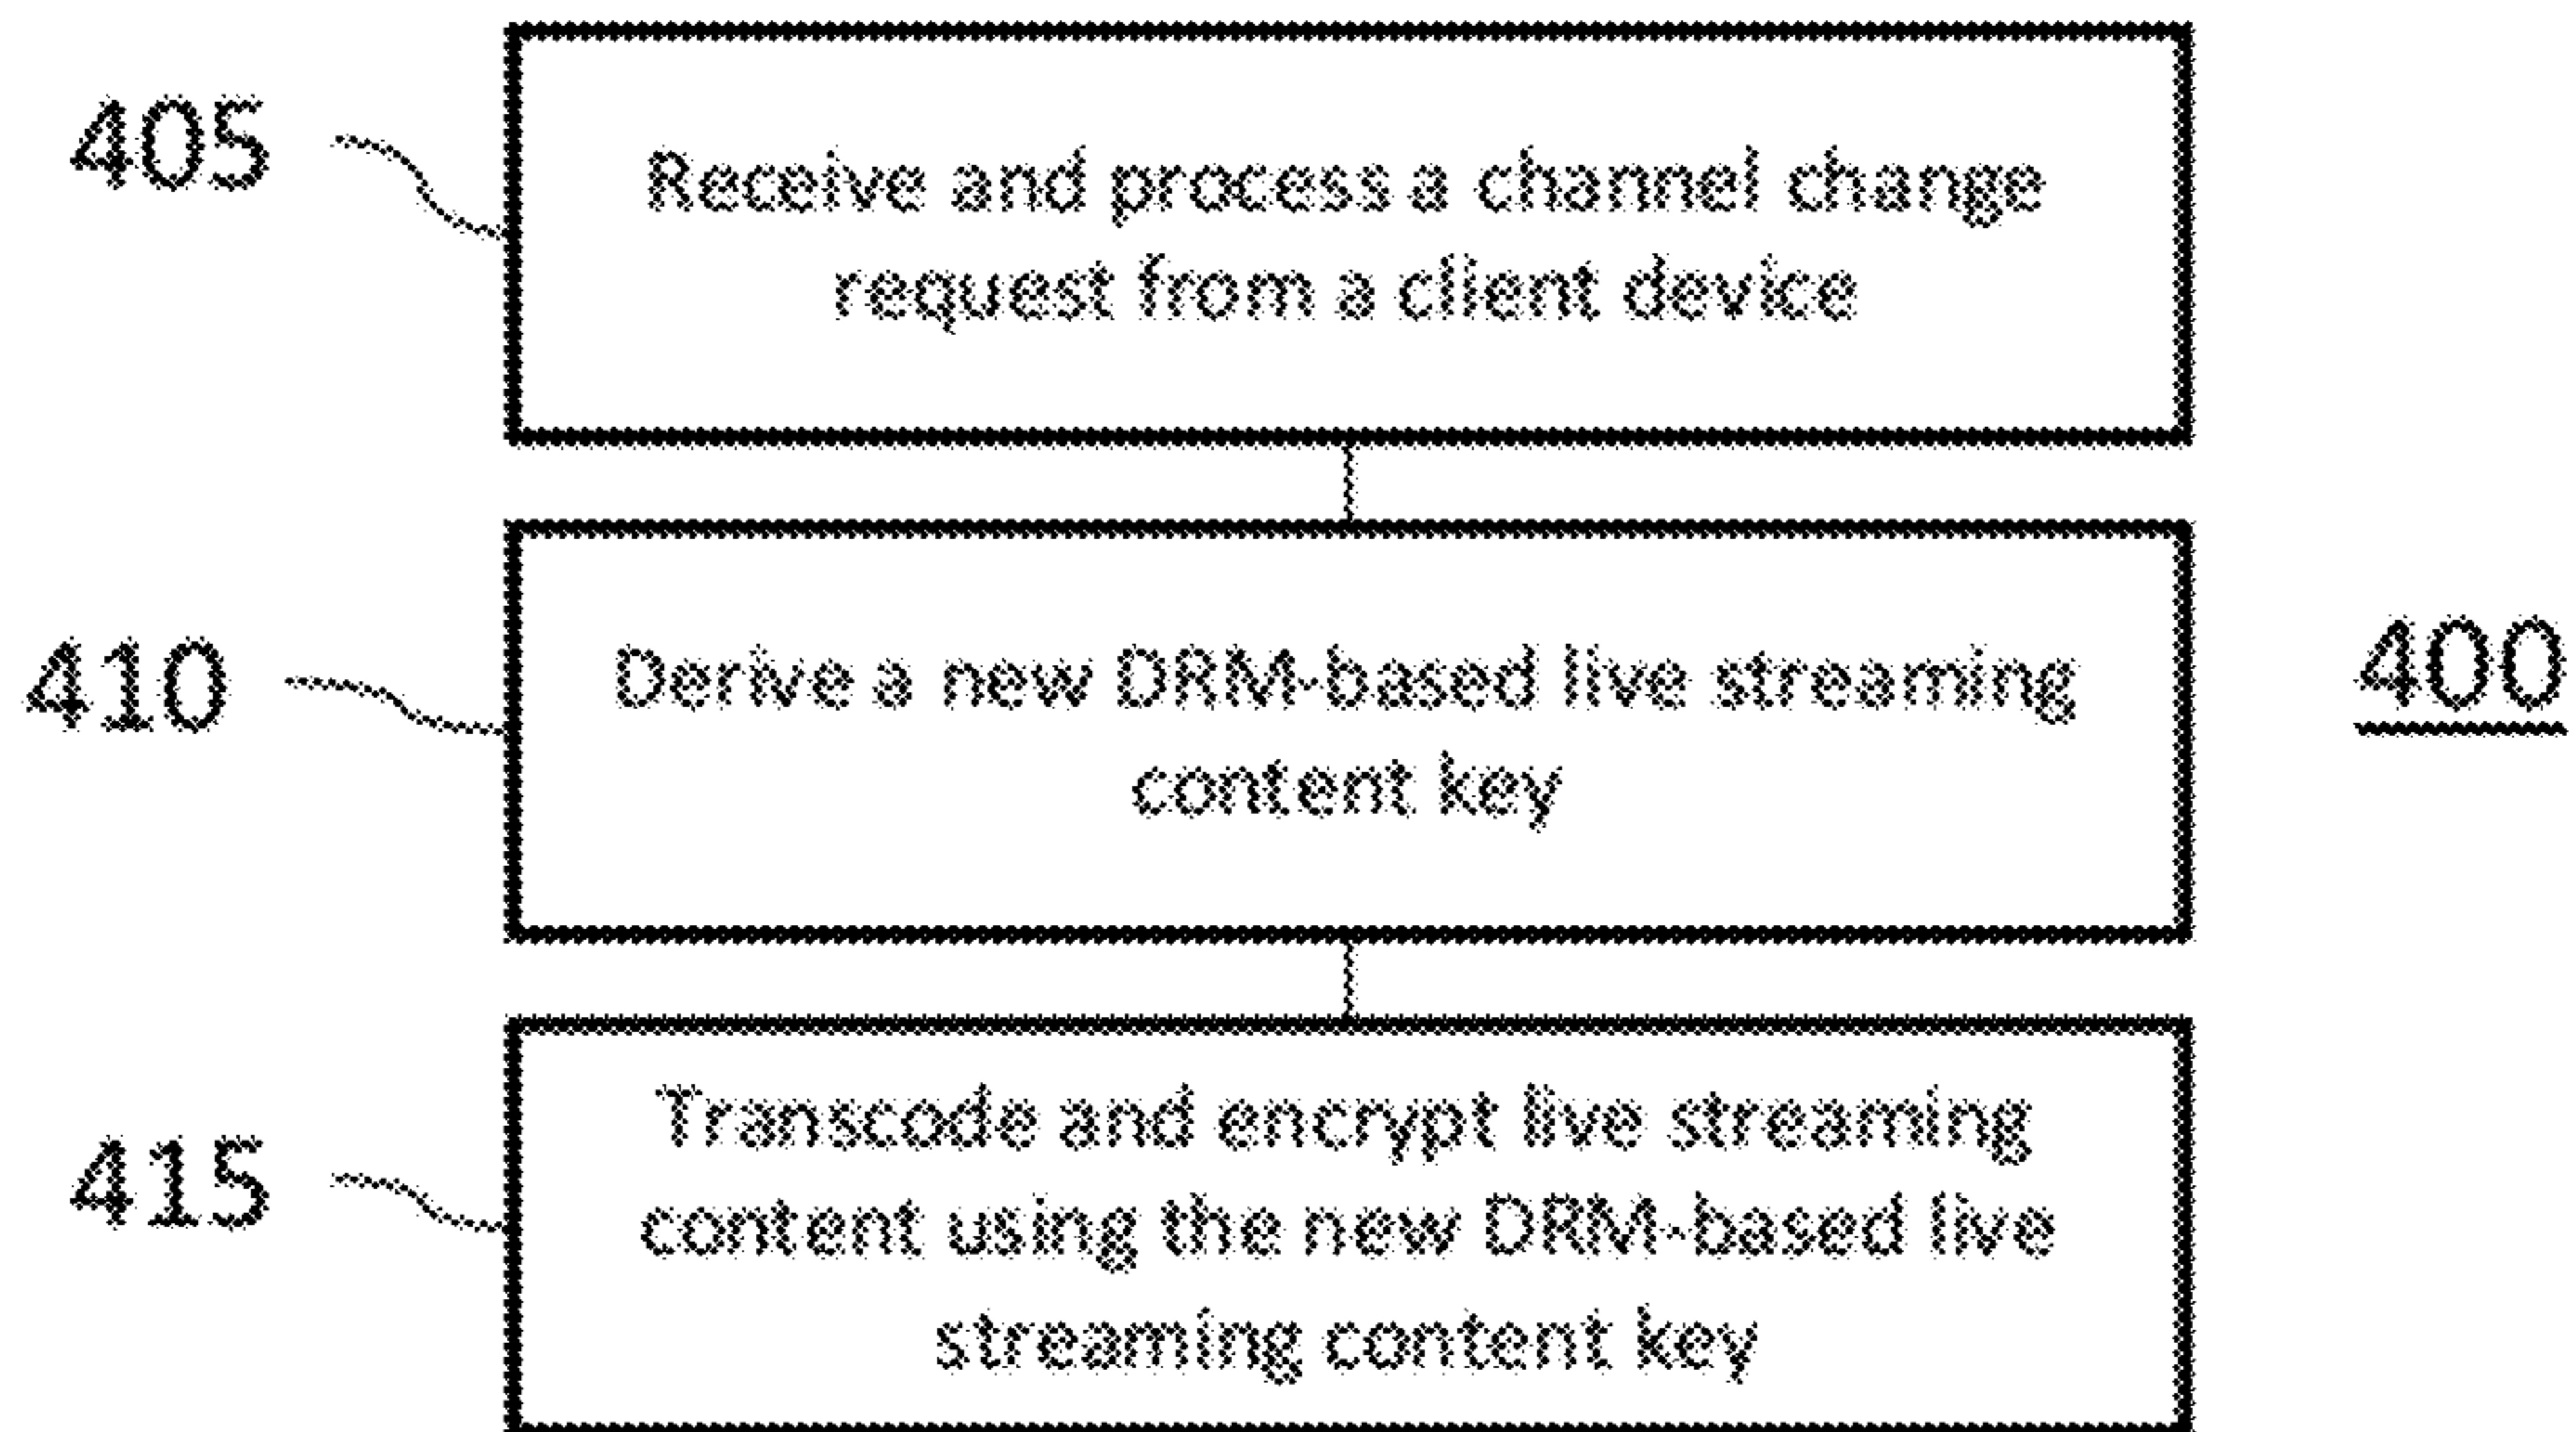 405
Receive and process a channel change
request from a client device
410
Derive a new DRM-based live streaming
content key
400
415
Transcode and encrypt live streaming
content using the new DRM-based live
streaming content key